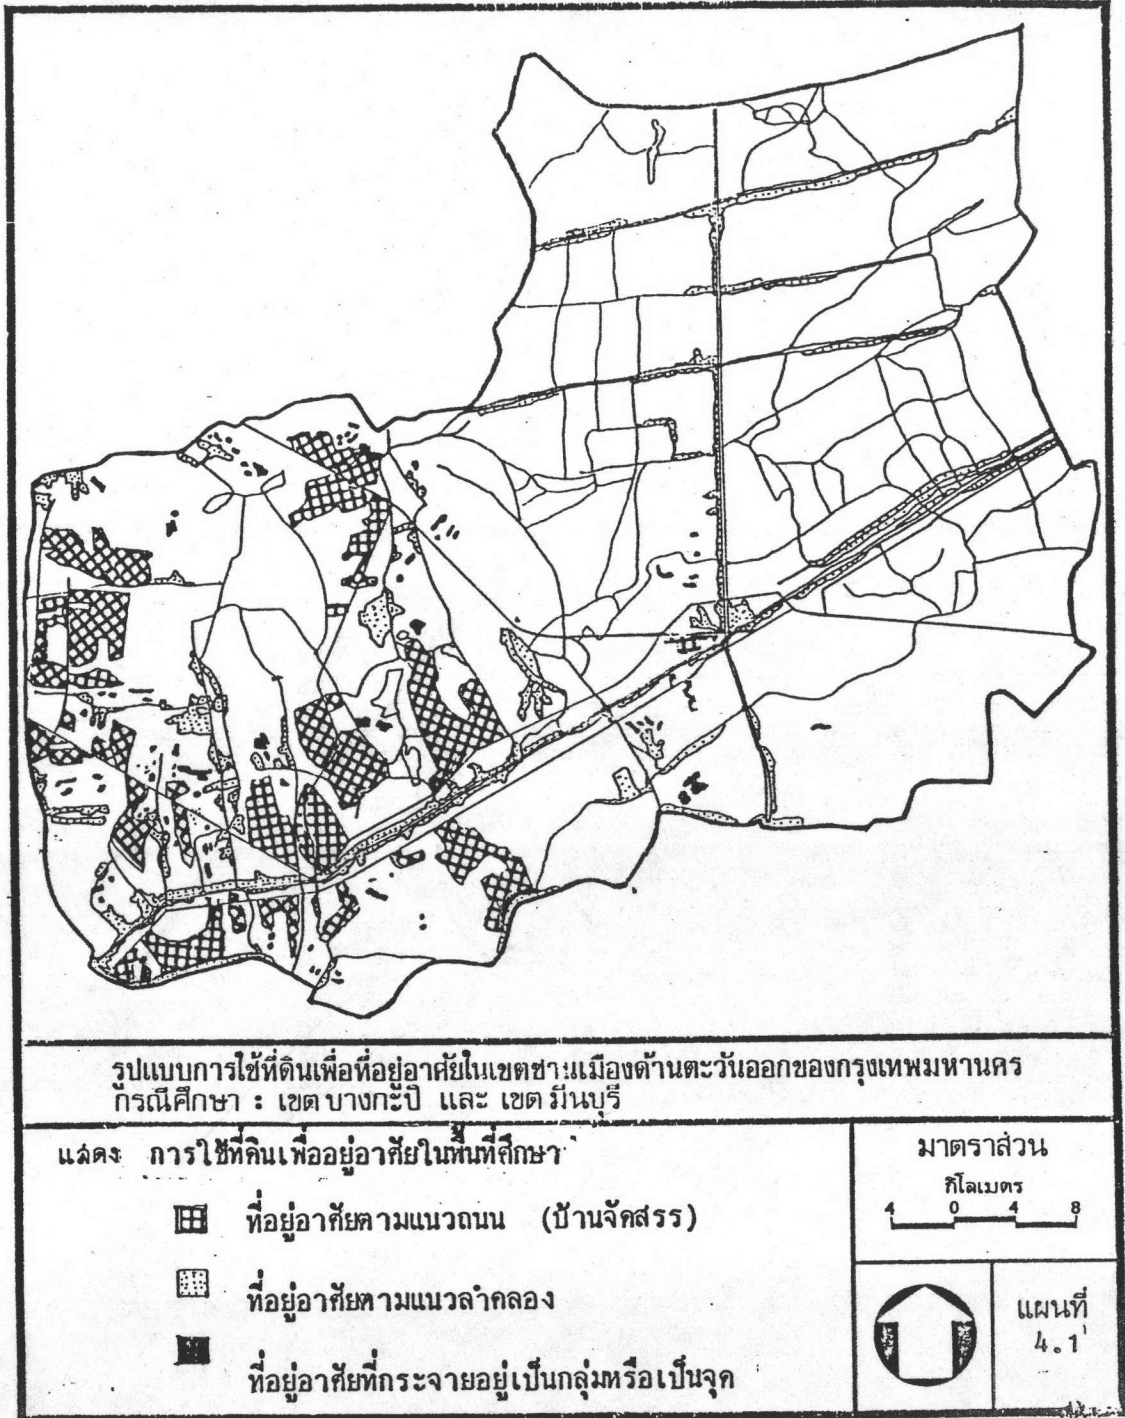 รูปแบบการใช้ที่ดินเพื่อที่อยู่อาศัยในเขตชานเมืองด้านตะวันออกของกรุงเทพมหานคร
กรณีศึกษา : เขต บางกะปิ และ เขต มีนบุรี
แสดง การใช้ที่ดินเพื่ออยู่อาศัยในพื้นที่ศึกษา
ที่อยู่อาศัยตามแนวถนน (บ้านจัดสรร)
ที่อยู่อาศัยตามแนวลำคลอง
ที่อยู่อาศัยที่กระจายอยู่เป็นกลุ่มหรือเป็นจุด
มาตราส่วน
กิโลเมตร
4 0 4 8
แผนที่
4.1